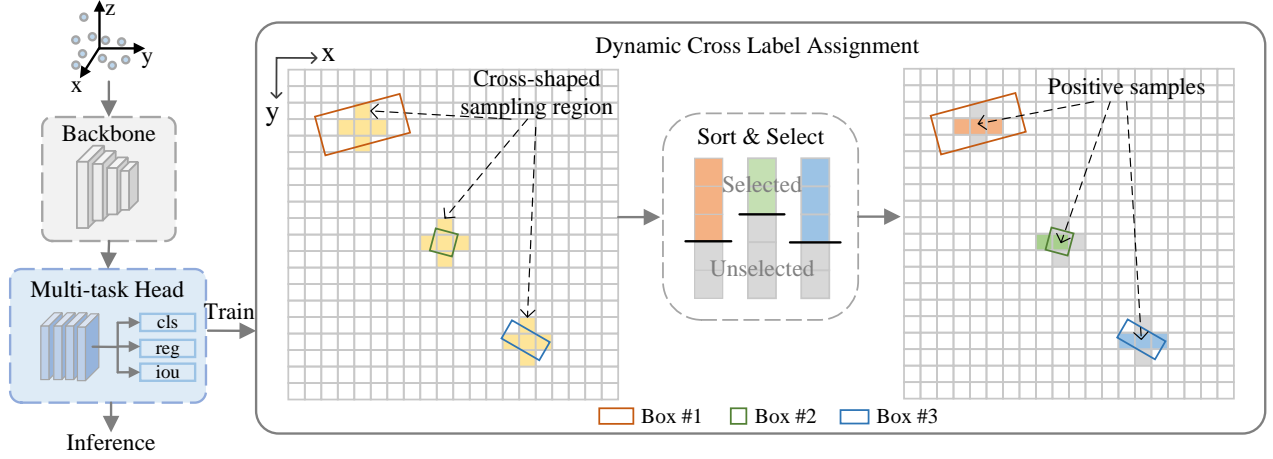 z
y
x
Backbone
Multi-task Head
cls
reg
iou
Inference
Train
Dynamic Cross Label Assignment
x
y
Cross-shaped
sampling region
Sort & Select
Selected
Unselected
Positive samples
Box #1
Box #2
Box #3